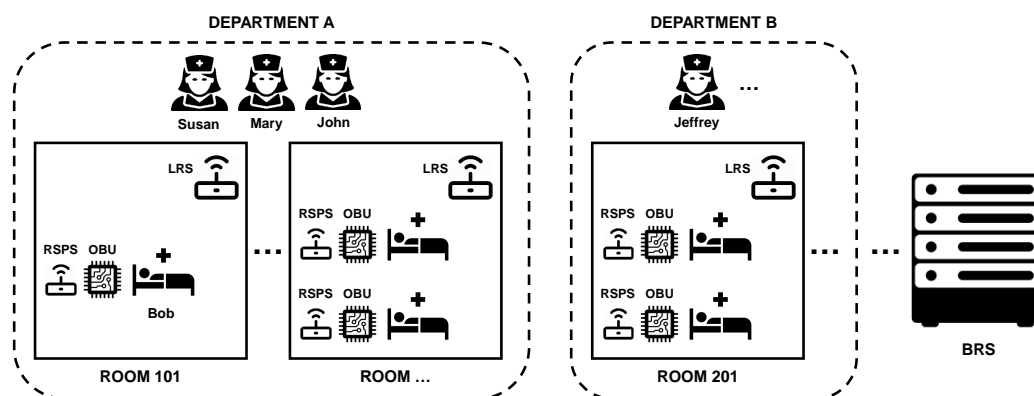 DEPARTMENT A
DEPARTMENT B
Susan Mary John
Jeffrey
...
LRS
LRS
LRS
RSPS OBU
RSPS OBU
RSPS OBU
Bob
RSPS OBU
RSPS OBU
...
...
...
ROOM 101
ROOM ...
ROOM 201
BRS